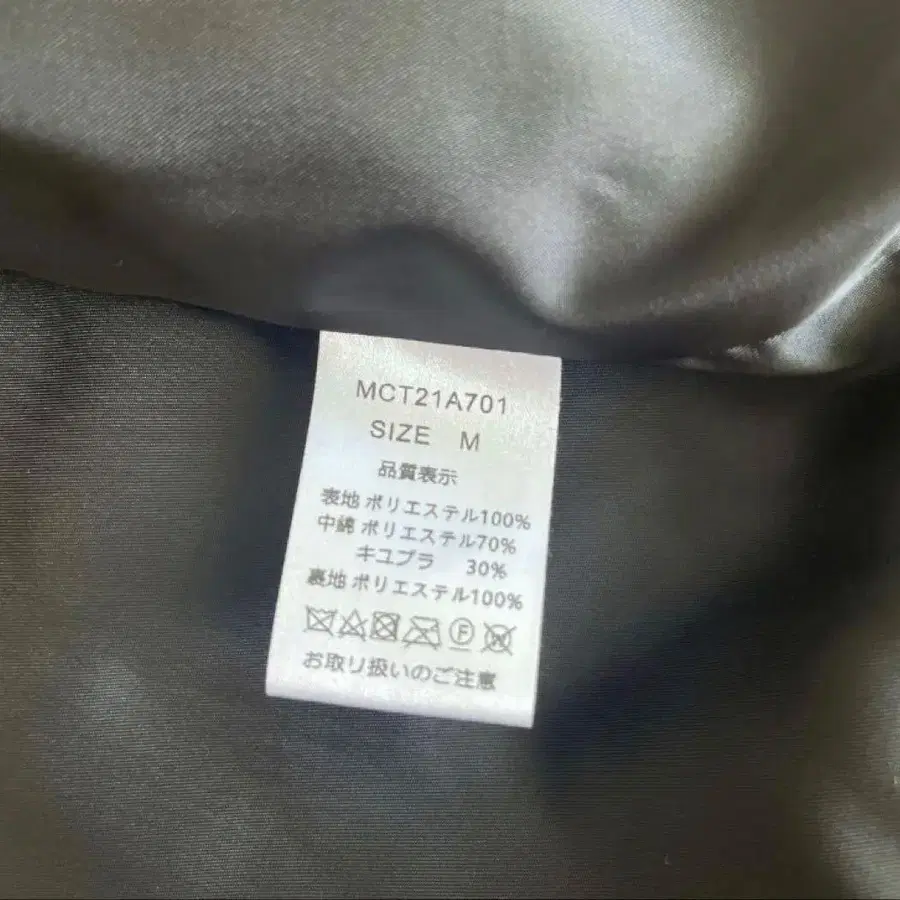 MCT21A701
SIZE M
品質表示
表地 ポリエステル100%
中綿 ポリエステル70%
キユプラ 30%
裏地 ポリエステル100%
お取り扱いのご注意